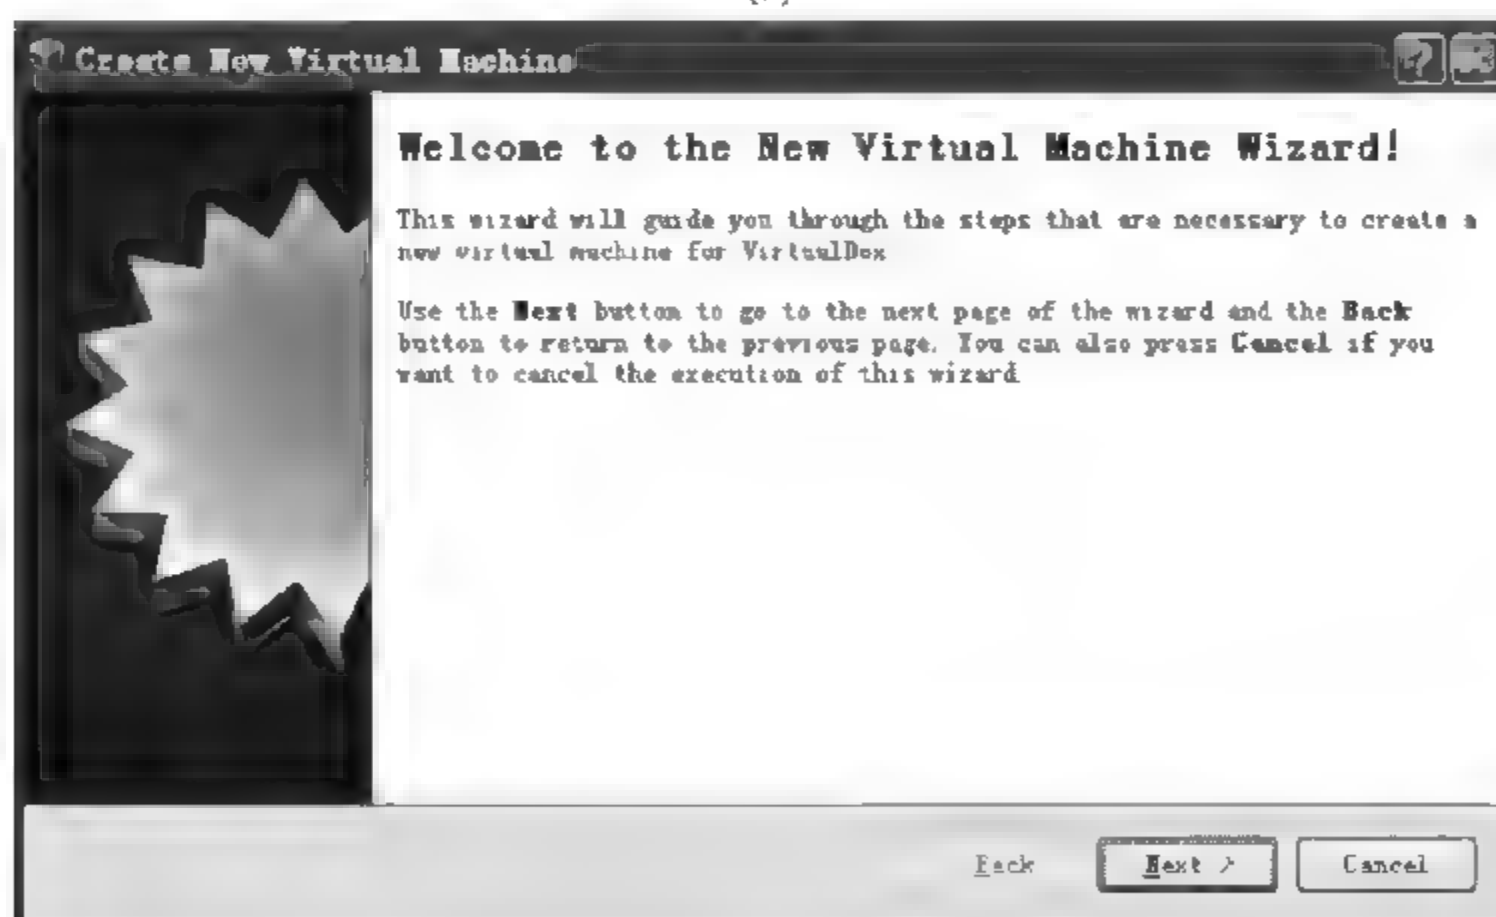 Create New Virtual Machine
Welcome to the New Virtual Machine Wizard!
This wizard will guide you through the steps that are necessary to create a
new virtual machine for VirtualBox
Use the Next button to go to the next page of the wizard and the Back
button to return to the previous page. You can also press Cancel if you
want to cancel the execution of this wizard
Back
Next >
Cancel